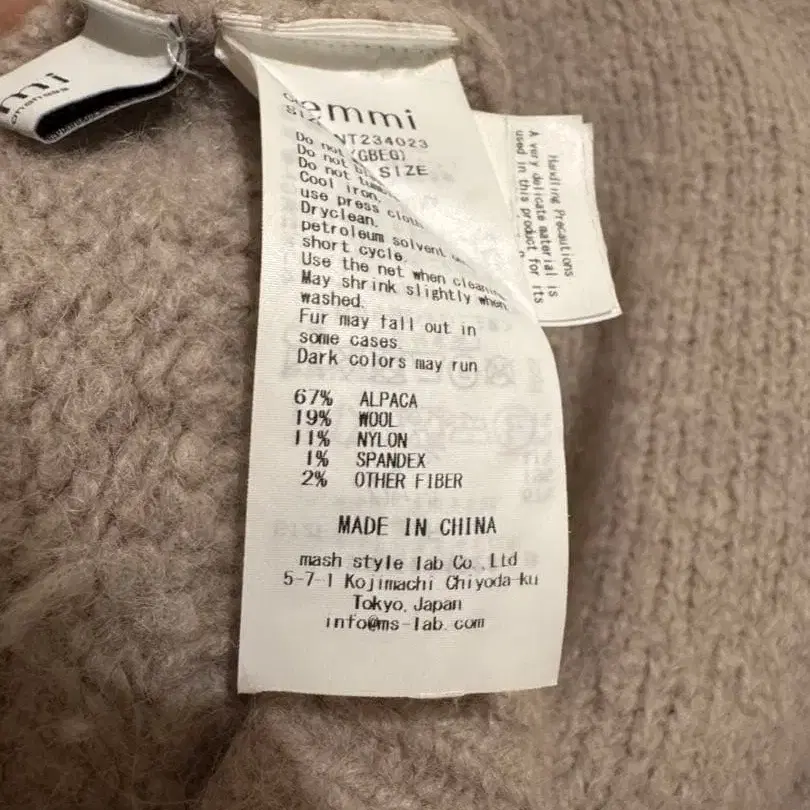 mi
emmi
NT234023
(GBEG)
SIZE
Do not
Do not
Do not
Cool iron.
use press
Dryclean.
petroleum solvent
short cycle.
Use the net when
May shrink slightly when
washed.
Fur may fall out in
some cases.
Dark colors may run
67% ALPACA
19% WOOL
11% NYLON
1% SPANDEX
2% OTHER FIBER
MADE IN CHINA
mash style lab Co.,Ltd
5-7-1 Kojimachi Chiyoda-ku
Tokyo, Japan
info@ms-lab.com
Handling Precautions
A very delicate material is
used in this product for its